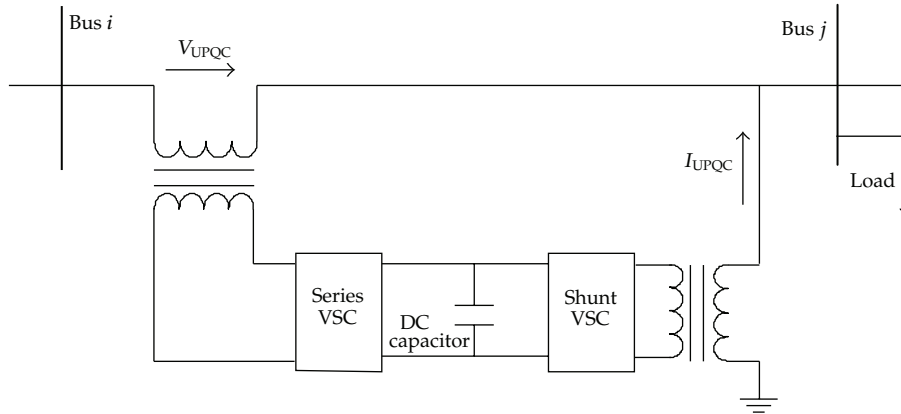 Bus i
V_UPQC
Bus j
I_UPQC
Load
Series
VSC
DC
capacitor
Shunt
VSC